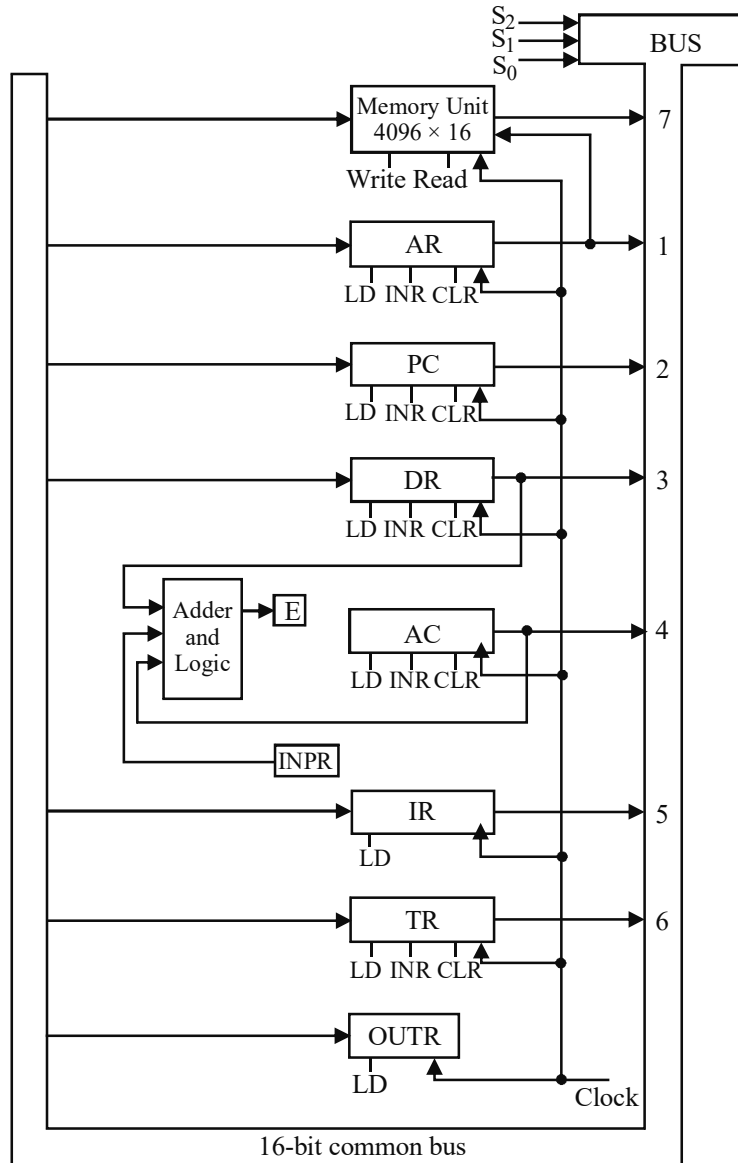 S2
S1
S0
BUS
Memory Unit
4096 × 16
7
Write Read
AR
1
LD INR CLR
PC
2
LD INR CLR
DR
3
LD INR CLR
Adder
and
Logic
E
AC
4
LD INR CLR
INPR
IR
5
LD
TR
6
LD INR CLR
OUTR
LD
Clock
16-bit common bus